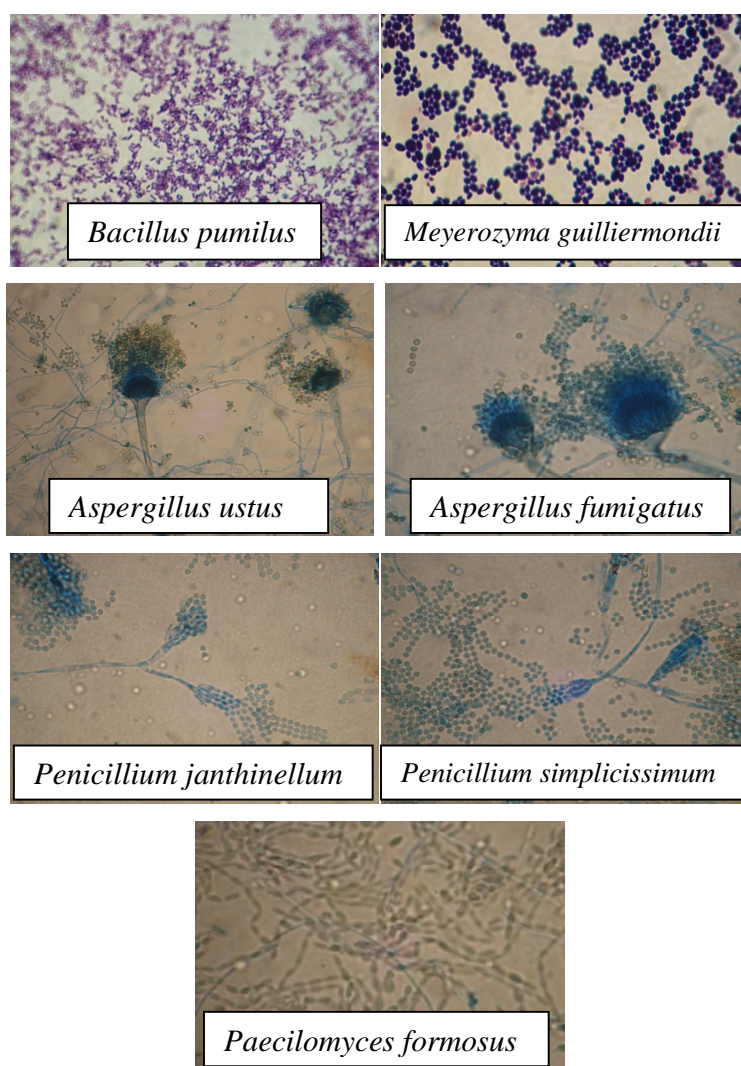 Bacillus pumilus
Meyerozyma guilliermondii
Aspergillus ustus
Aspergillus fumigatus
Penicillium janthinellum
Penicillium simplicissimum
Paecilomyces formosus